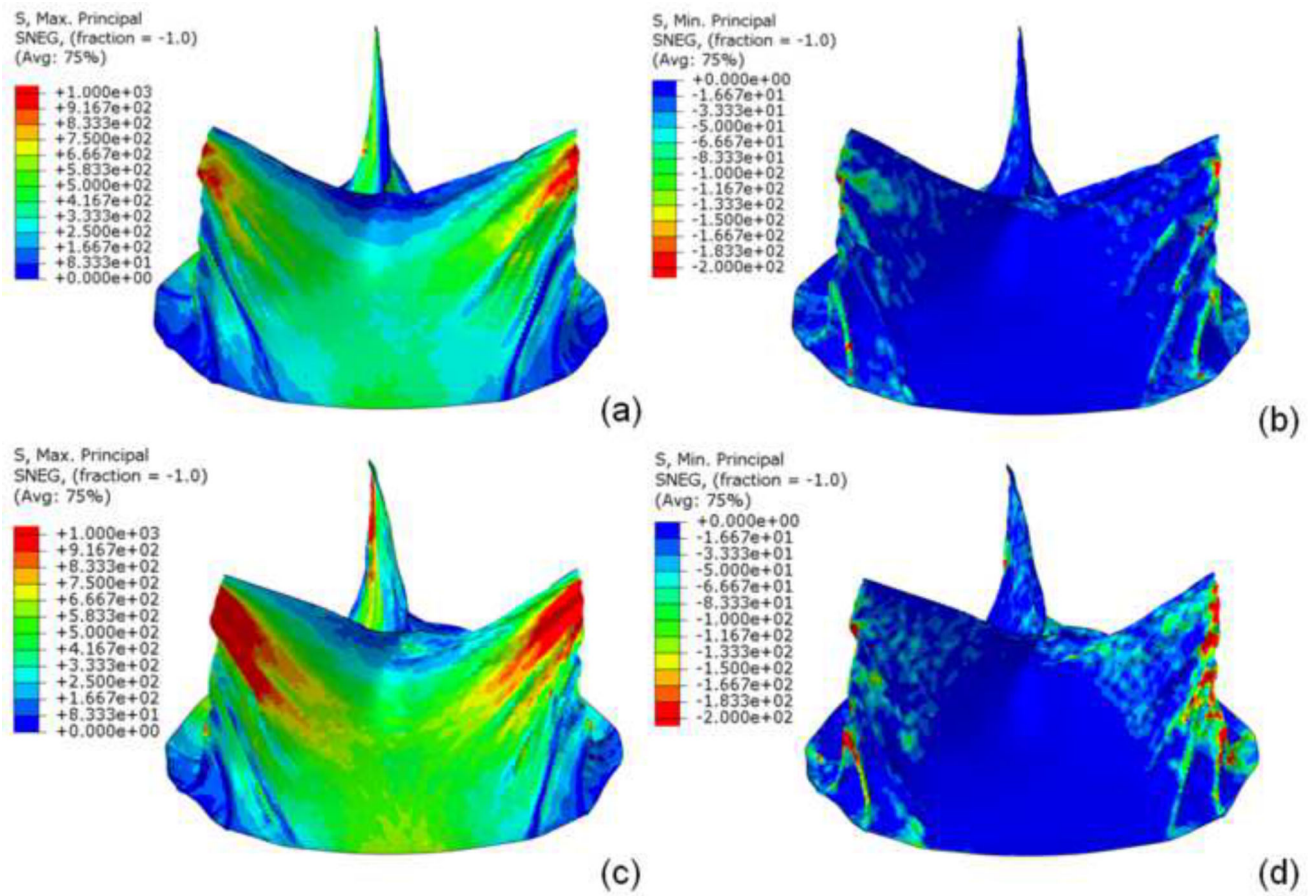 S, Max. Principal
SNEG, (fraction = -1.0)
(Avg: 75%)
+1.000e+03
+9.167e+02
+8.333e+02
+7.500e+02
+6.667e+02
+5.833e+02
+5.000e+02
+4.167e+02
+3.333e+02
+2.500e+02
+1.667e+02
+8.333e+01
+0.000e+00
(a)
S, Min. Principal
SNEG, (fraction = -1.0)
(Avg: 75%)
+0.000e+00
-1.667e+01
-3.333e+01
-5.000e+01
-6.667e+01
-8.333e+01
-1.000e+02
-1.167e+02
-1.333e+02
-1.500e+02
-1.667e+02
-1.833e+02
-2.000e+02
(b)
S, Max. Principal
SNEG, (fraction = -1.0)
(Avg: 75%)
+1.000e+03
+9.167e+02
+8.333e+02
+7.500e+02
+6.667e+02
+5.833e+02
+5.000e+02
+4.167e+02
+3.333e+02
+2.500e+02
+1.667e+02
+8.333e+01
+0.000e+00
(c)
S, Min. Principal
SNEG, (fraction = -1.0)
(Avg: 75%)
+0.000e+00
-1.667e+01
-3.333e+01
-5.000e+01
-6.667e+01
-8.333e+01
-1.000e+02
-1.167e+02
-1.333e+02
-1.500e+02
-1.667e+02
-1.833e+02
-2.000e+02
(d)